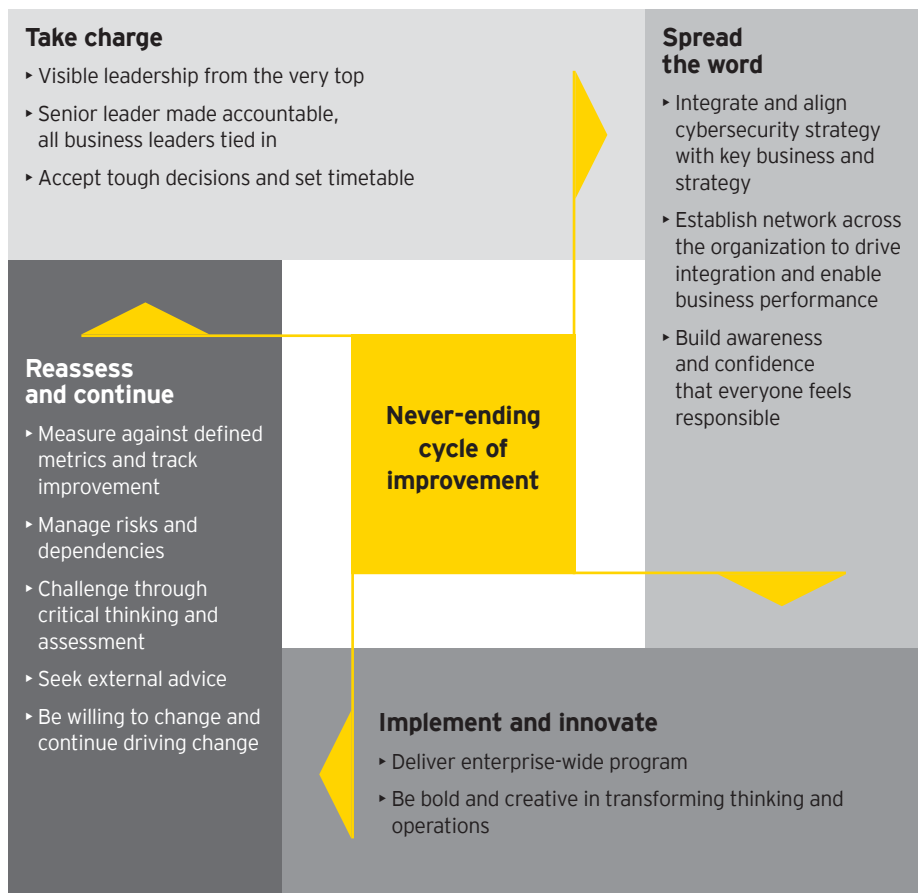 Take charge
▸ Visible leadership from the very top
▸ Senior leader made accountable,
all business leaders tied in
▸ Accept tough decisions and set timetable
Spread
the word
▸ Integrate and align
cybersecurity strategy
with key business and
strategy
▸ Establish network across
the organization to drive
integration and enable
business performance
▸ Build awareness
and confidence
that everyone feels
responsible
Never-ending
cycle of
improvement
Implement and innovate
▸ Deliver enterprise-wide program
▸ Be bold and creative in transforming thinking and
operations
Reassess
and continue
▸ Measure against defined
metrics and track
improvement
▸ Manage risks and
dependencies
▸ Challenge through
critical thinking and
assessment
▸ Seek external advice
▸ Be willing to change and
continue driving change